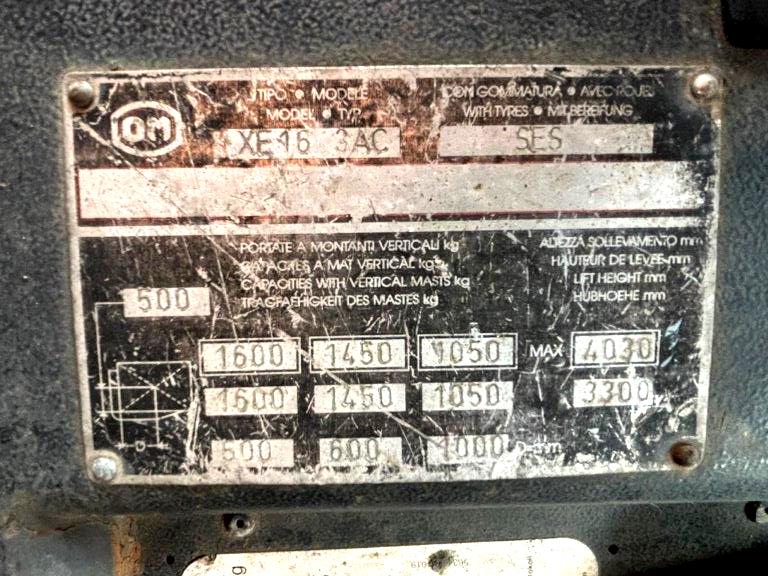 OM
TIPO • MODELE
MODEL • TYP
XE16 3AC
CON GOMMATURA • AVEC ROUES
WITH TYRES • MIT BEREIFUNG
SES
PORTATE A MONTANTI VERTICALI kg
CAPACITES A MAT VERTICAL kg
CAPACITIES WITH VERTICAL MASTS kg
TRAGFAEHIGKEIT DES MASTES kg
ALTEZZA SOLLEVAMENTO mm
HAUTEUR DE LEVEE mm
LIFT HEIGHT mm
HUBHOEHE mm
500
1600 1450 1050 MAX 4030
1600 1450 1050 3300
D 500 600 1000 D=mm